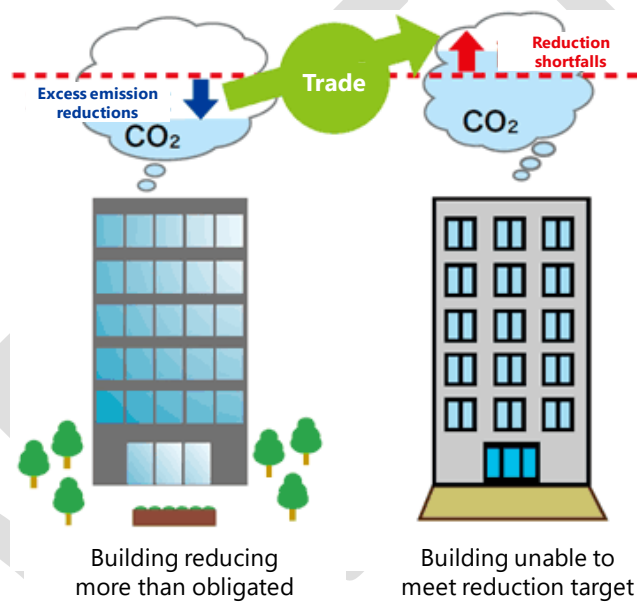 Reduction
shortfalls
Trade
Excess emission
reductions
CO₂
CO₂
Building reducing
more than obligated
Building unable to
meet reduction target